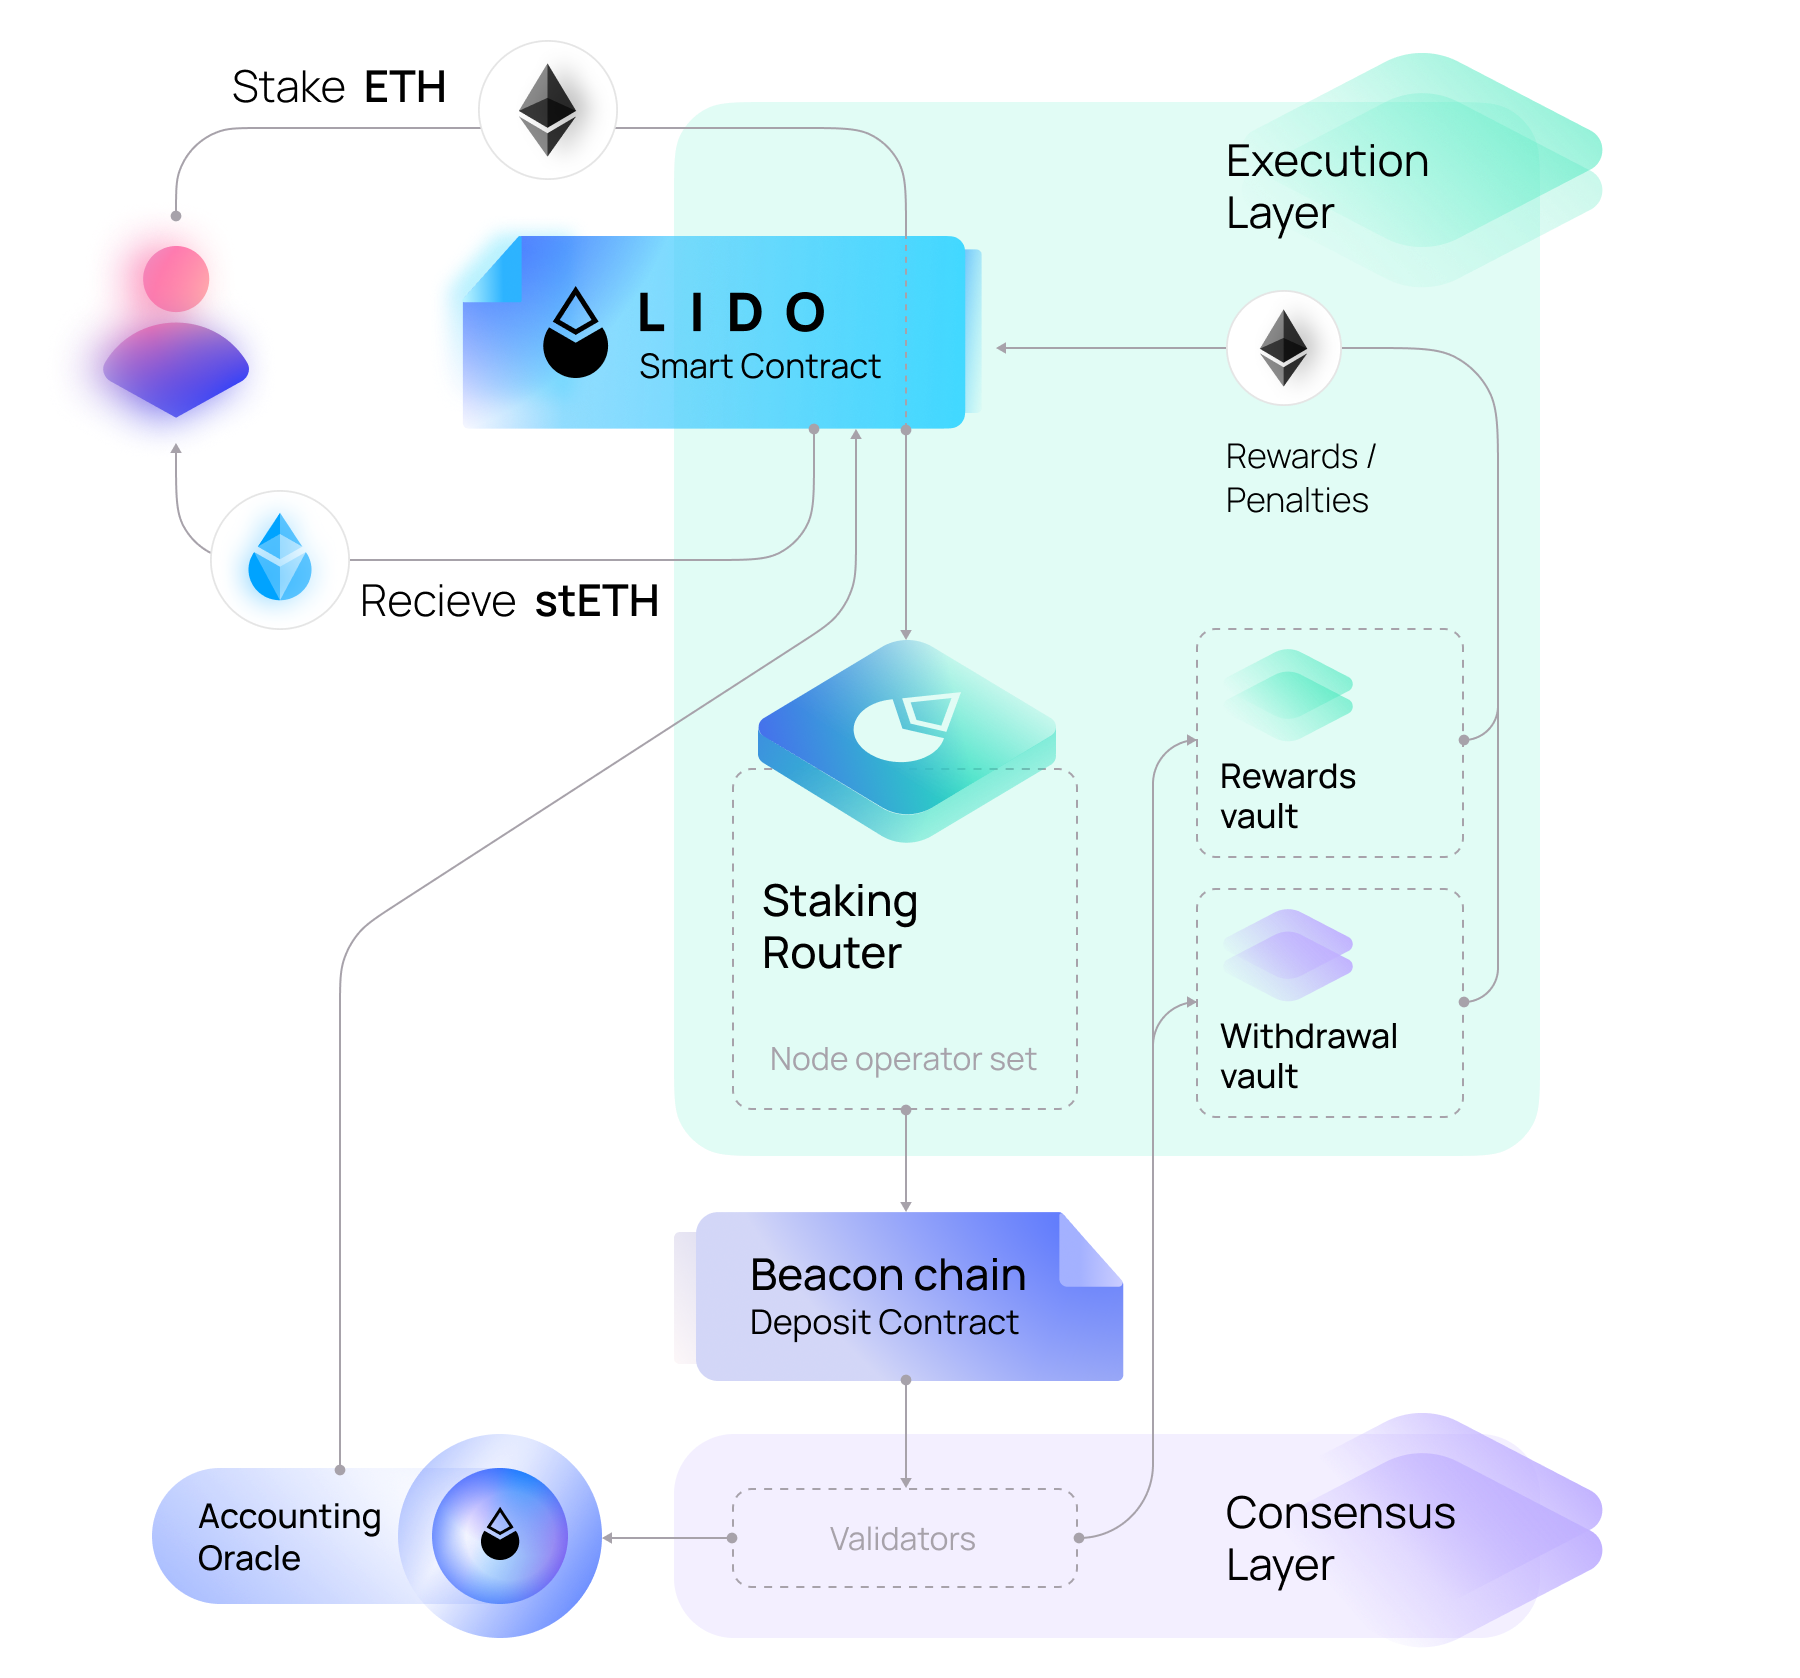 Stake ETH
Execution
Layer
LIDO
Smart Contract
Rewards /
Penalties
Recieve stETH
Rewards
vault
Staking
Router
Node operator set
Withdrawal
vault
Beacon chain
Deposit Contract
Accounting
Oracle
Validators
Consensus
Layer